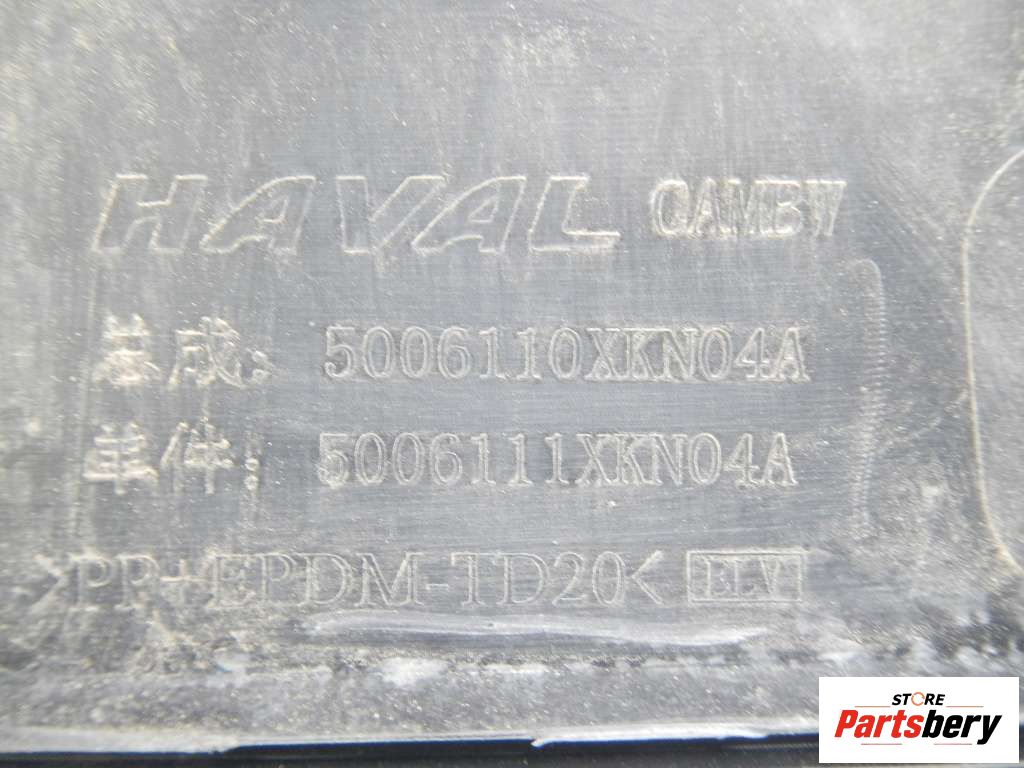 HAVAL GAMBW
总成: 5006110XKN04A
单件: 5006111XKN04A
>PP+EPDM-TD20< ELV
STORE
Partsbery